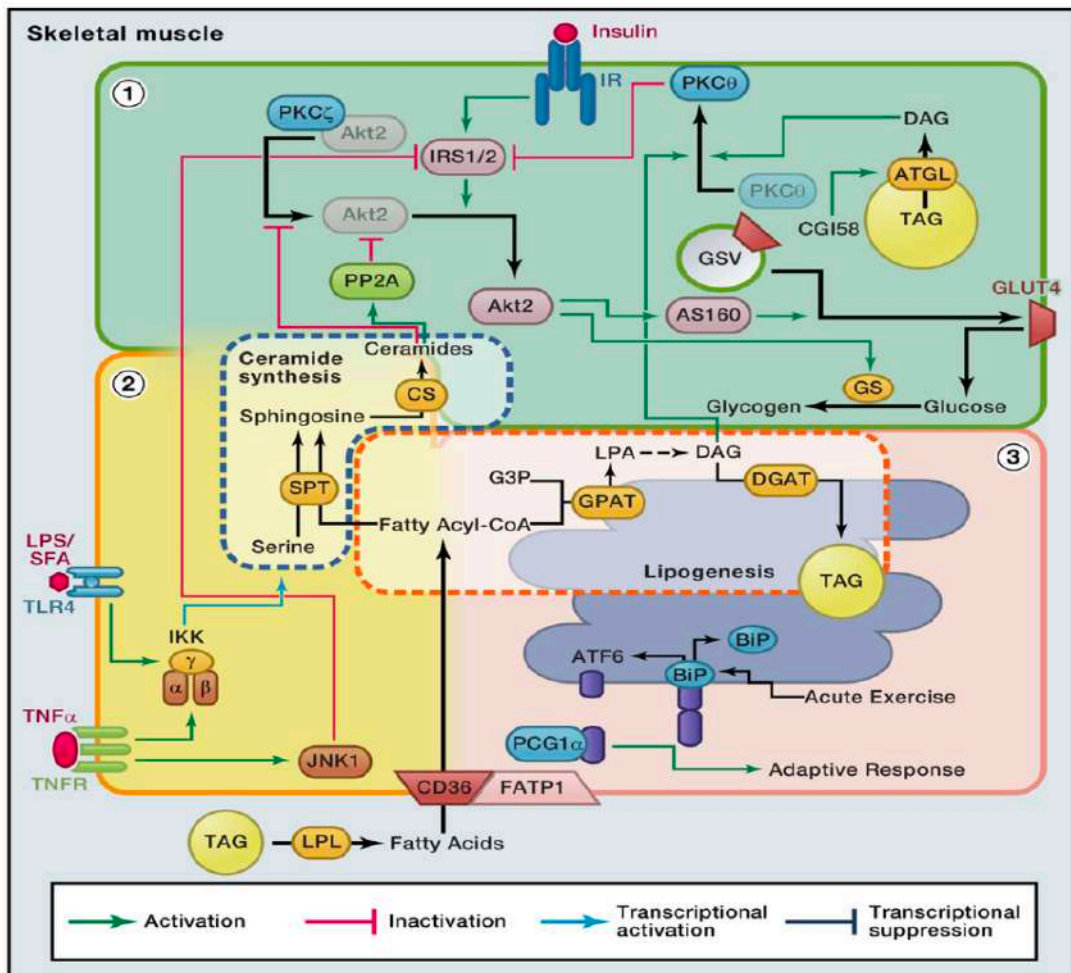 Skeletal muscle
Insulin
IR
1
PKCζ
Akt2
IRS1/2
PKCθ
DAG
ATGL
TAG
CGI58
PKCθ
GSV
Akt2
PP2A
Akt2
AS160
GLUT4
GS
Glycogen
Glucose
Ceramides
2
Ceramide
synthesis
CS
Sphingosine
SPT
Serine
3
LPA
DAG
G3P
GPAT
DGAT
Fatty Acyl-CoA
Lipogenesis
TAG
LPS/
SFA
TLR4
IKK
γ
α
β
TNFα
TNFR
JNK1
ATF6
BiP
BiP
Acute Exercise
PCG1α
Adaptive Response
CD36
FATP1
TAG
LPL
Fatty Acids
Activation
Inactivation
Transcriptional
activation
Transcriptional
suppression